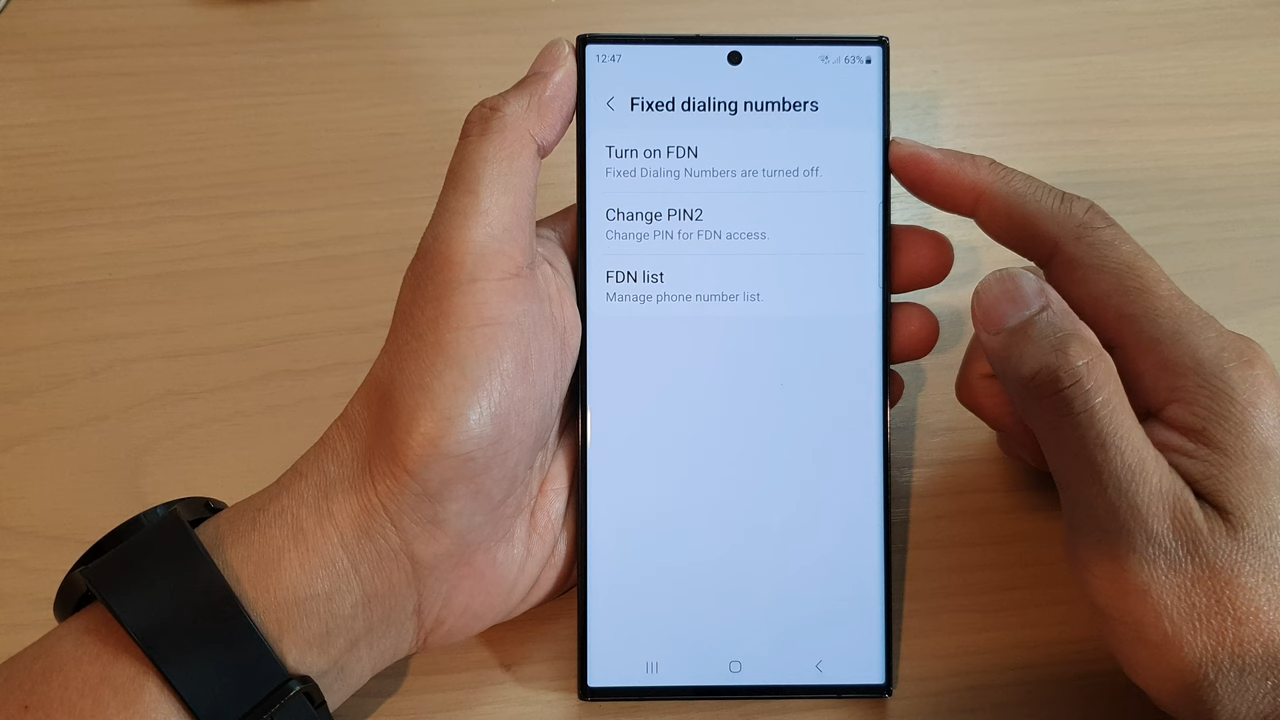 12:47
63%
Fixed dialing numbers
Turn on FDN
Fixed Dialing Numbers are turned off.
Change PIN2
Change PIN for FDN access.
FDN list
Manage phone number list.